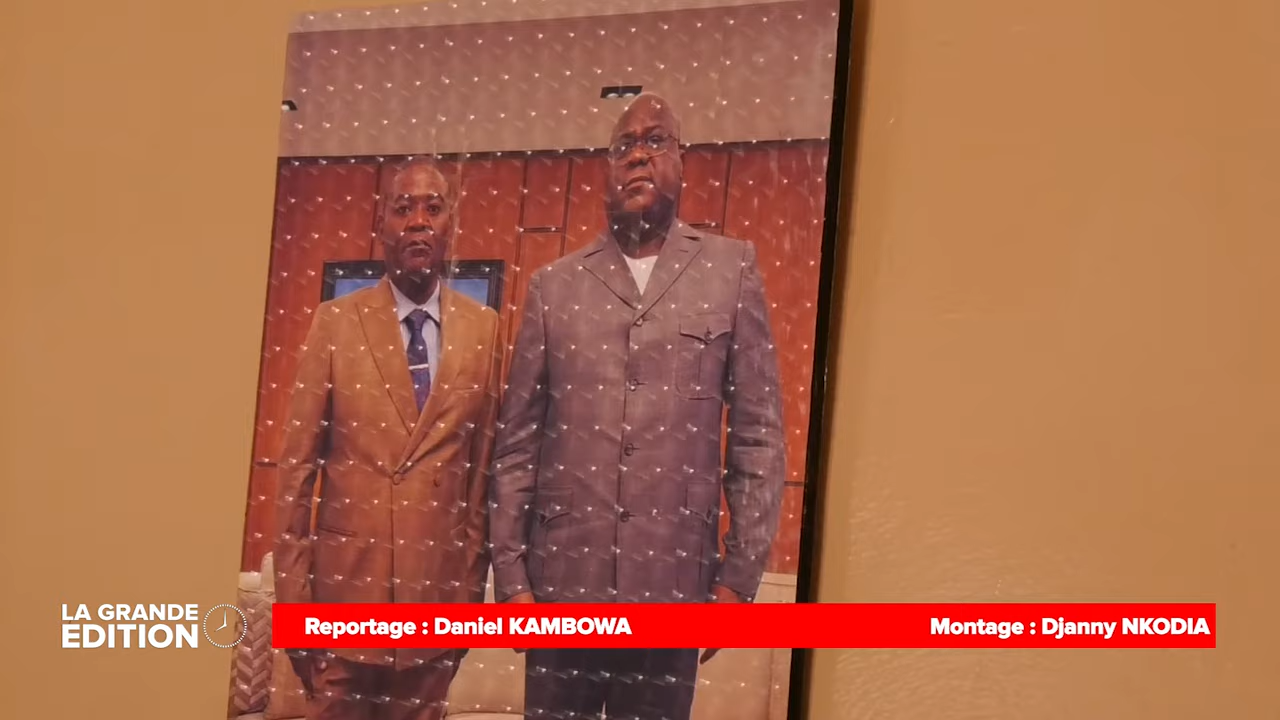 LA GRANDE
EDITION
Reportage : Daniel KAMBOWA
Montage : Djanny NKODIA